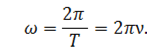 ω = 2π/T = 2πν.